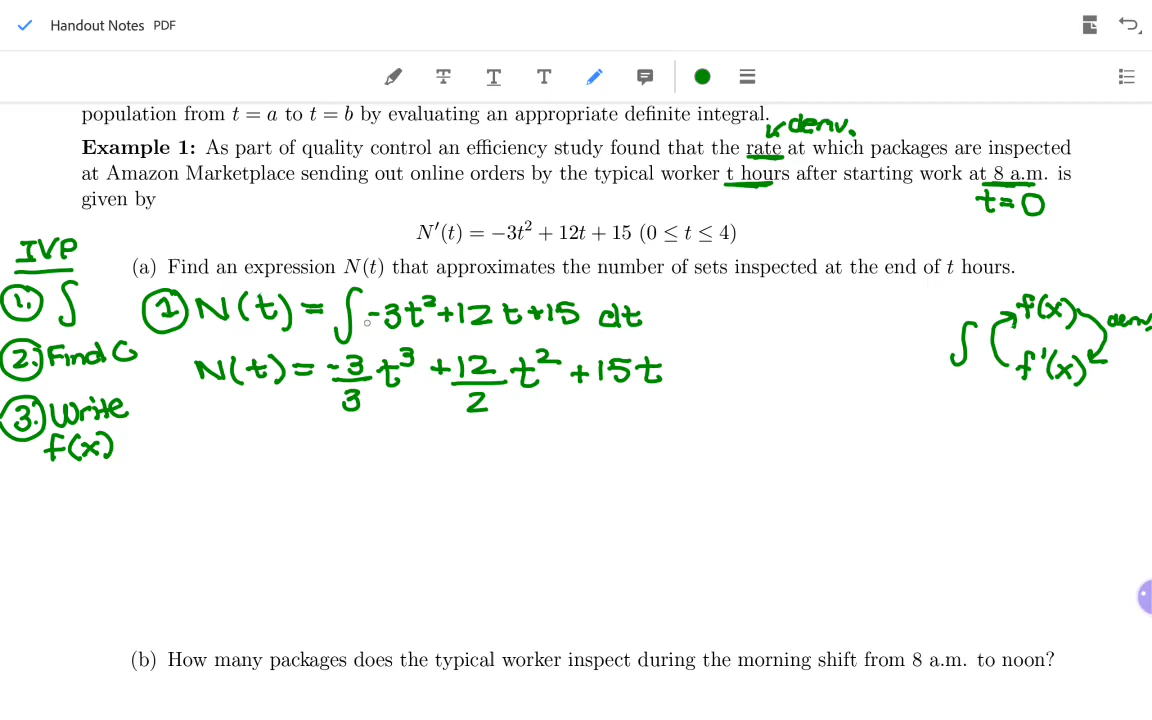 Handout Notes PDF
population from t = a to t = b by evaluating an appropriate definite integral.
deriv.
Example 1: As part of quality control an efficiency study found that the rate at which packages are inspected
at Amazon Marketplace sending out online orders by the typical worker t hours after starting work at 8 a.m. is
given by
t = 0
N′(t) = −3t² + 12t + 15 (0 ≤ t ≤ 4)
IVP
(a) Find an expression N(t) that approximates the number of sets inspected at the end of t hours.
1. ∫
① N(t) = ∫ -3t² + 12t + 15 dt
2. Find C
N(t) = -3/3 t³ + 12/2 t² + 15t
3. Write
f(x)
∫ f(x) deriv
f'(x)
(b) How many packages does the typical worker inspect during the morning shift from 8 a.m. to noon?